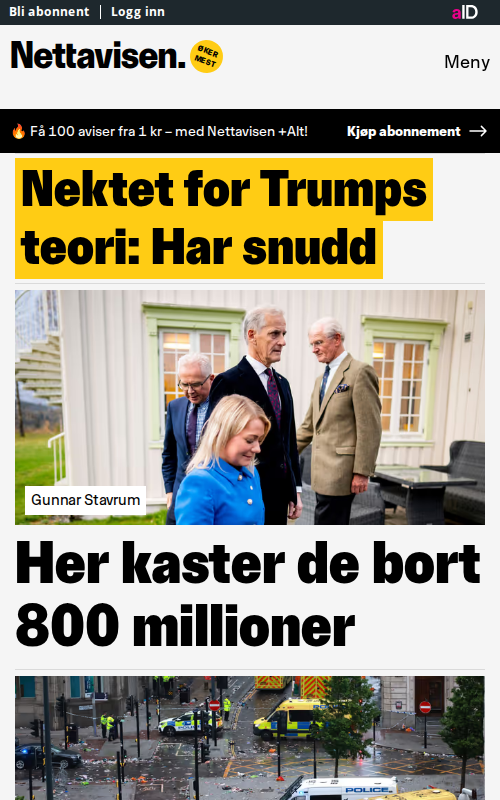 Bli abonnent
Logg inn
aID
Nettavisen.
ØKER
MEST
Meny
🔥 Få 100 aviser fra 1 kr – med Nettavisen +Alt!
Kjøp abonnement →
Nektet for Trumps
teori: Har snudd
Gunnar Stavrum
Her kaster de bort
800 millioner
POLICE